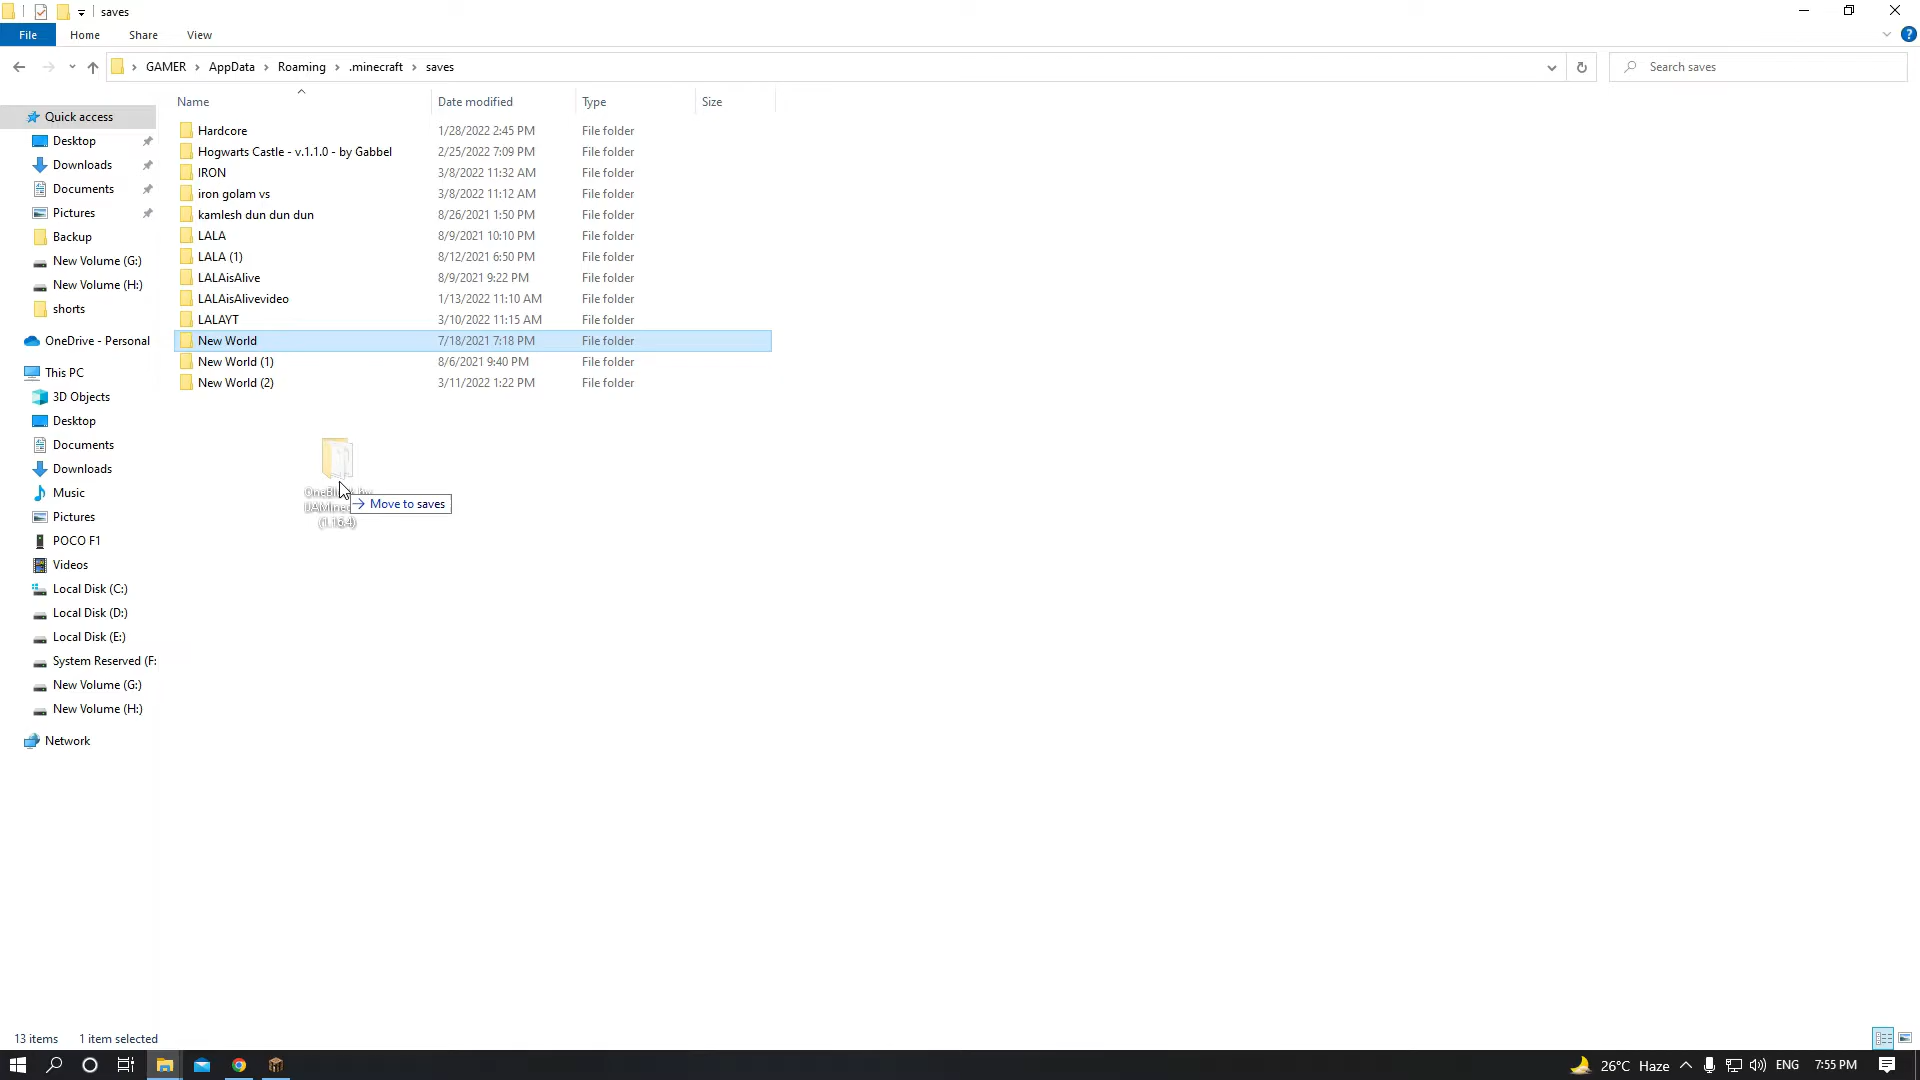 saves
File Home Share View
GAMER AppData Roaming .minecraft saves
Search saves
Name Date modified Type Size
Quick access
Desktop
Downloads
Documents
Pictures
Backup
New Volume (G:)
New Volume (H:)
shorts
OneDrive - Personal
This PC
3D Objects
Desktop
Documents
Downloads
Music
Pictures
POCO F1
Videos
Local Disk (C:)
Local Disk (D:)
Local Disk (E:)
System Reserved (F:
New Volume (G:)
New Volume (H:)
Network
Hardcore 1/28/2022 2:45 PM File folder
Hogwarts Castle - v.1.1.0 - by Gabbel 2/25/2022 7:09 PM File folder
IRON 3/8/2022 11:32 AM File folder
iron golam vs 3/8/2022 11:12 AM File folder
kamlesh dun dun dun 8/26/2021 1:50 PM File folder
LALA 8/9/2021 10:10 PM File folder
LALA (1) 8/12/2021 6:50 PM File folder
LALAisAlive 8/9/2021 9:22 PM File folder
LALAisAlivevideo 1/13/2022 11:10 AM File folder
LALAYT 3/10/2022 11:15 AM File folder
New World 7/18/2021 7:18 PM File folder
New World (1) 8/6/2021 9:40 PM File folder
New World (2) 3/11/2022 1:22 PM File folder
Move to saves
(1.16.4)
13 items 1 item selected
26°C Haze ENG 7:55 PM